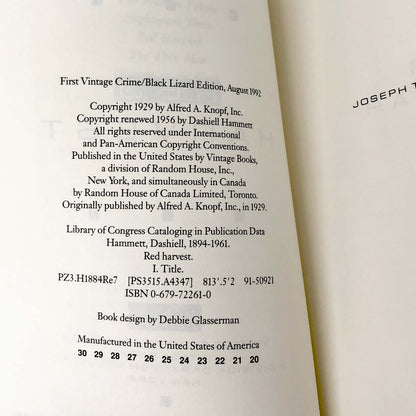 First Vintage Crime/Black Lizard Edition, August 1992
Copyright 1929 by Alfred A. Knopf, Inc.
Copyright renewed 1956 by Dashiell Hammett
All rights reserved under International
and Pan-American Copyright Conventions.
Published in the United States by Vintage Books,
a division of Random House, Inc.,
New York, and simultaneously in Canada
by Random House of Canada Limited, Toronto.
Originally published by Alfred A. Knopf, Inc., in 1929.
Library of Congress Cataloging in Publication Data
Hammett, Dashiell, 1894-1961.
Red harvest.
I. Title.
PZ3.H1884Re7 [PS3515.A4347] 813'.5'2 91-50921
ISBN 0-679-72261-0
Book design by Debbie Glasserman
Manufactured in the United States of America
30 29 28 27 26 25 24 23 22 21 20
JOSEPH T